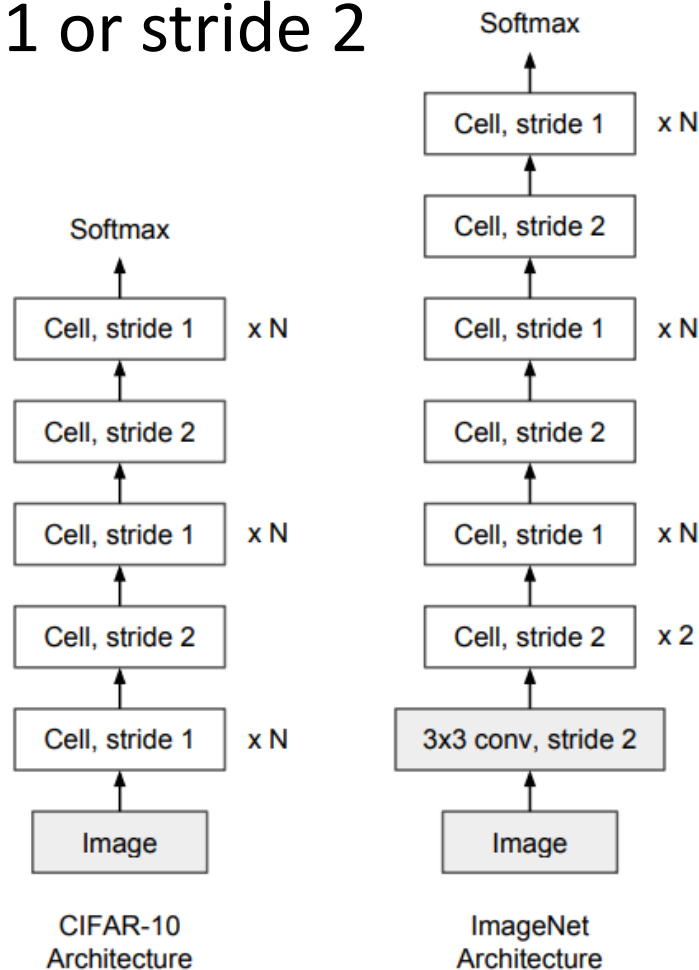 1 or stride 2
Softmax
Cell, stride 1 x N
Cell, stride 2
Cell, stride 1 x N
Cell, stride 2
Cell, stride 1 x N
Image
CIFAR-10
Architecture
Softmax
Cell, stride 1 x N
Cell, stride 2
Cell, stride 1 x N
Cell, stride 2
Cell, stride 1 x N
Cell, stride 2 x 2
3x3 conv, stride 2
Image
ImageNet
Architecture